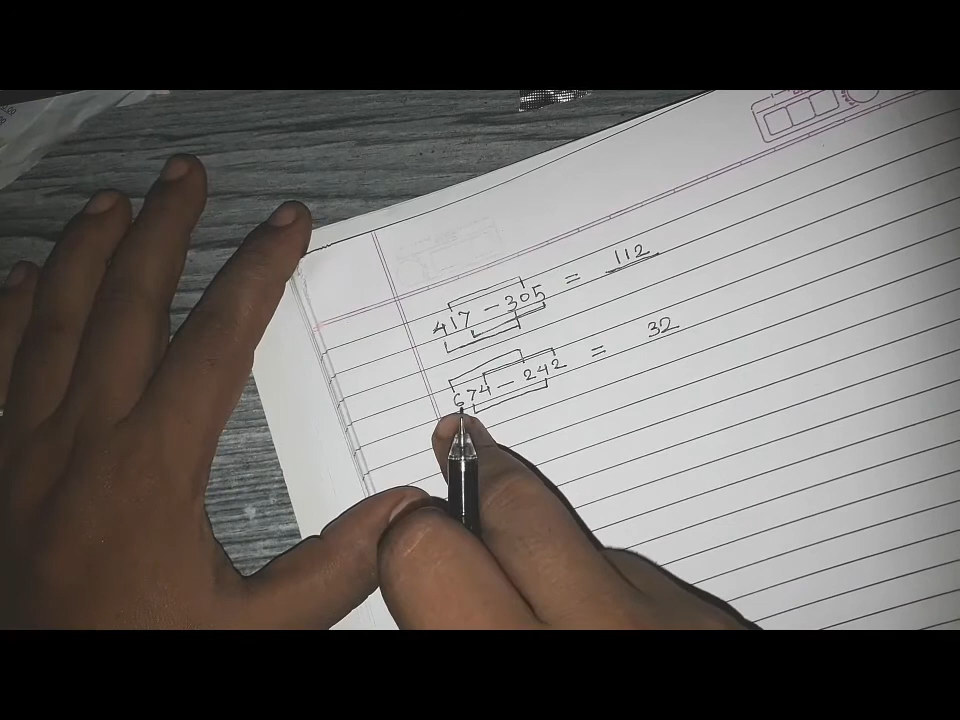 417 - 305 = 112
674 - 242 = 32